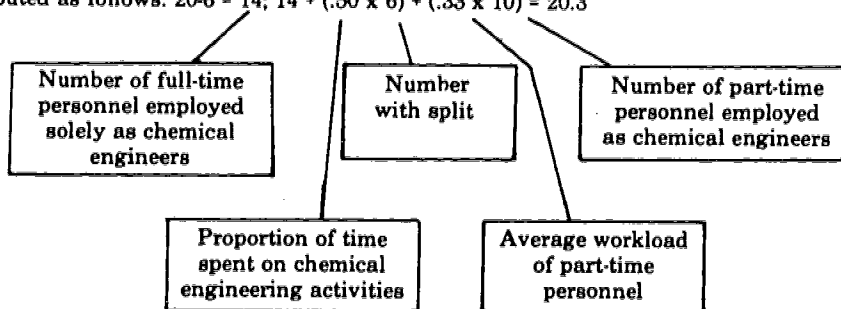 uted as follows: 20-6 = 14; 14 + (.50 x 6) + (.33 x 10) = 20.3
Number of full-time
personnel employed
solely as chemical
engineers
Number
with split
Number of part-time
personnel employed
as chemical engineers
Proportion of time
spent on chemical
engineering activities
Average workload
of part-time
personnel